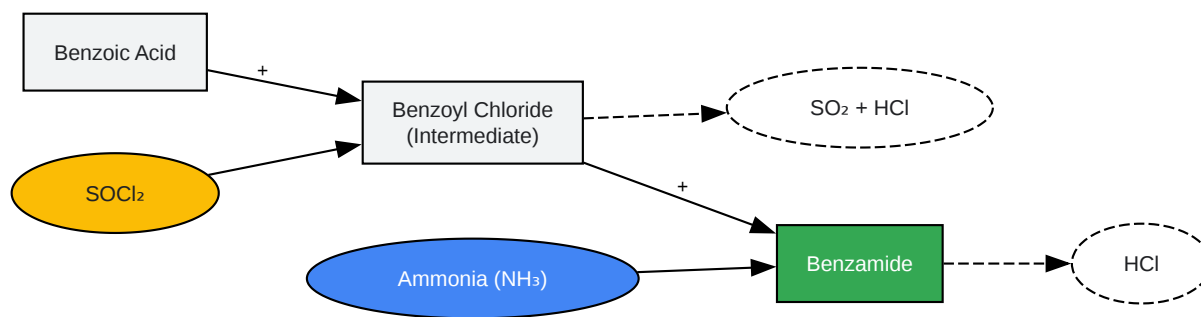 Benzoic Acid
+
SOCl₂
Benzoyl Chloride
(Intermediate)
SO₂ + HCl
+
Ammonia (NH₃)
Benzamide
HCl